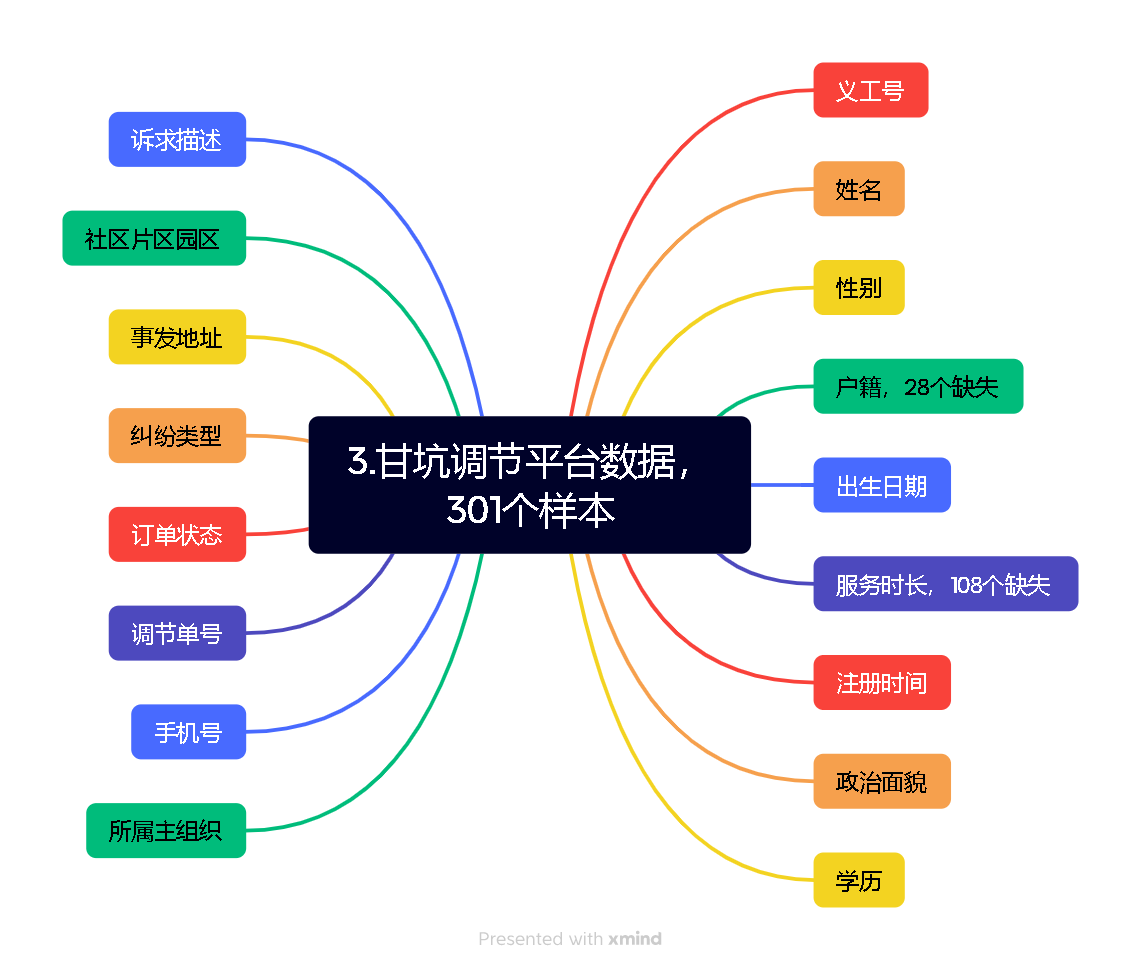 3.甘坑调节平台数据，
301个样本
义工号
姓名
性别
户籍，28个缺失
出生日期
服务时长，108个缺失
注册时间
政治面貌
学历
诉求描述
社区片区园区
事发地址
纠纷类型
订单状态
调节单号
手机号
所属主组织
Presented with xmind